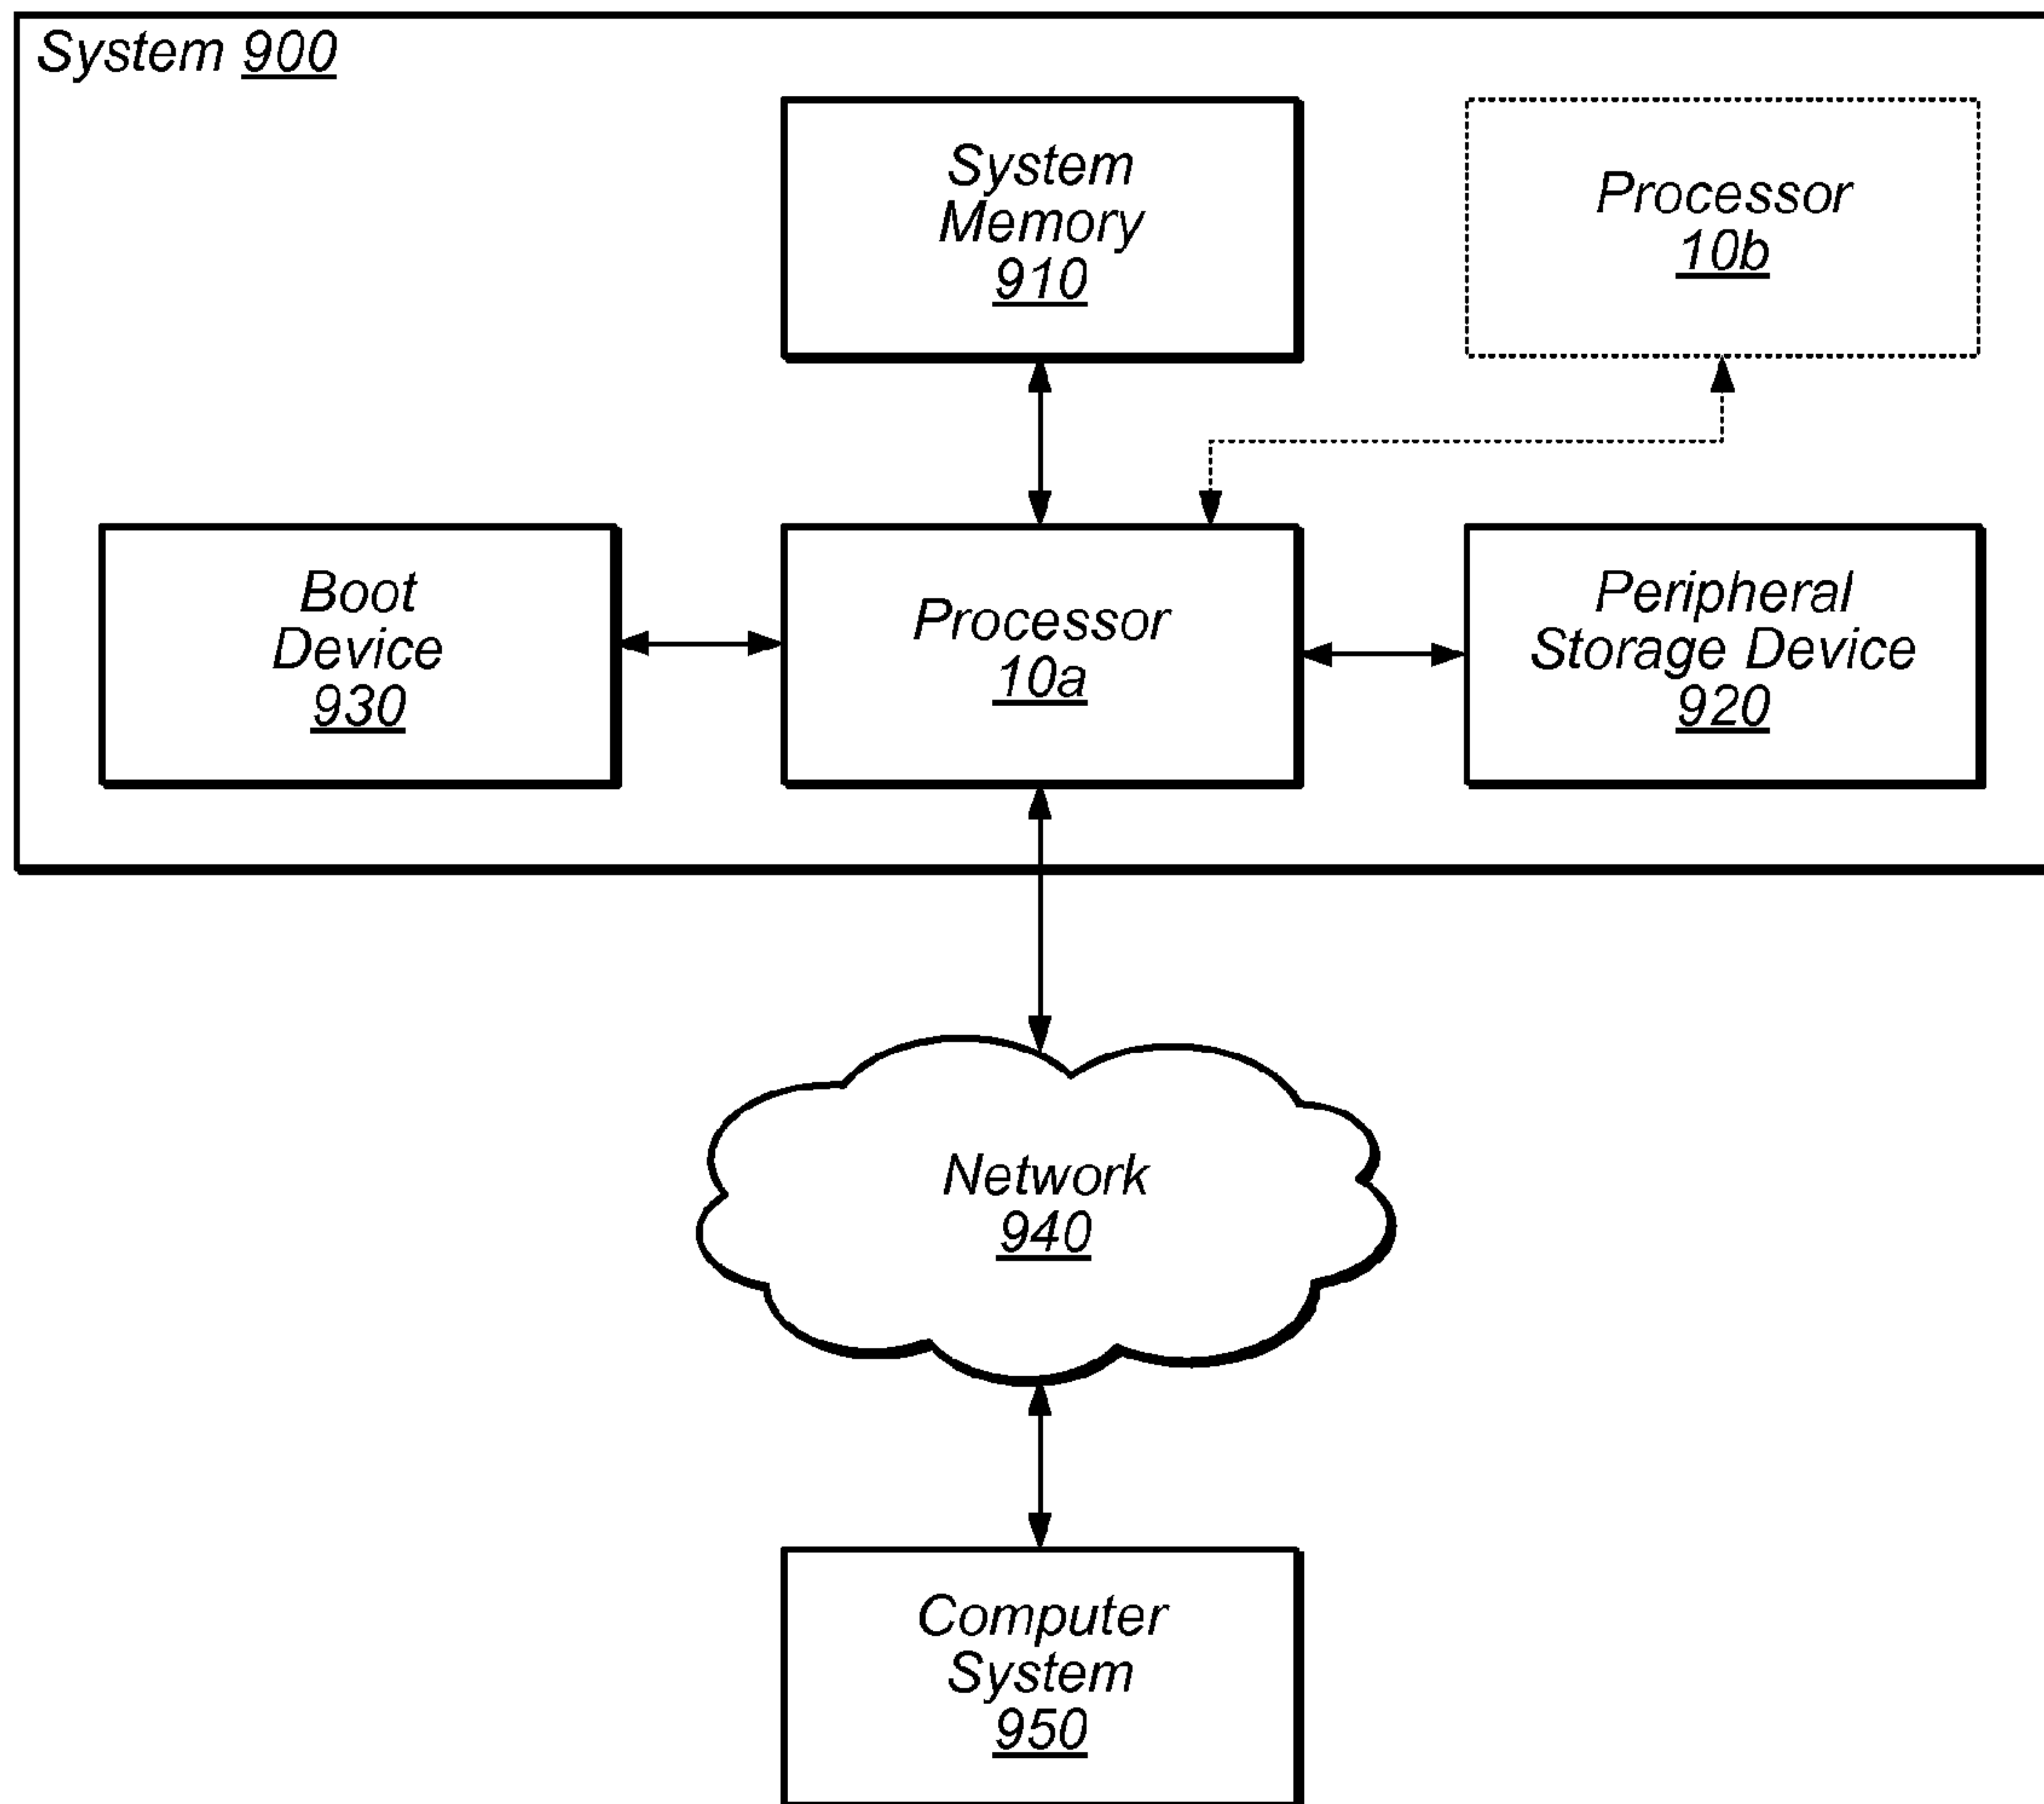 System 900
System
Memory
910
Processor
10b
Boot
Device
930
Processor
10a
Peripheral
Storage Device
920
Network
940
Computer
System
950